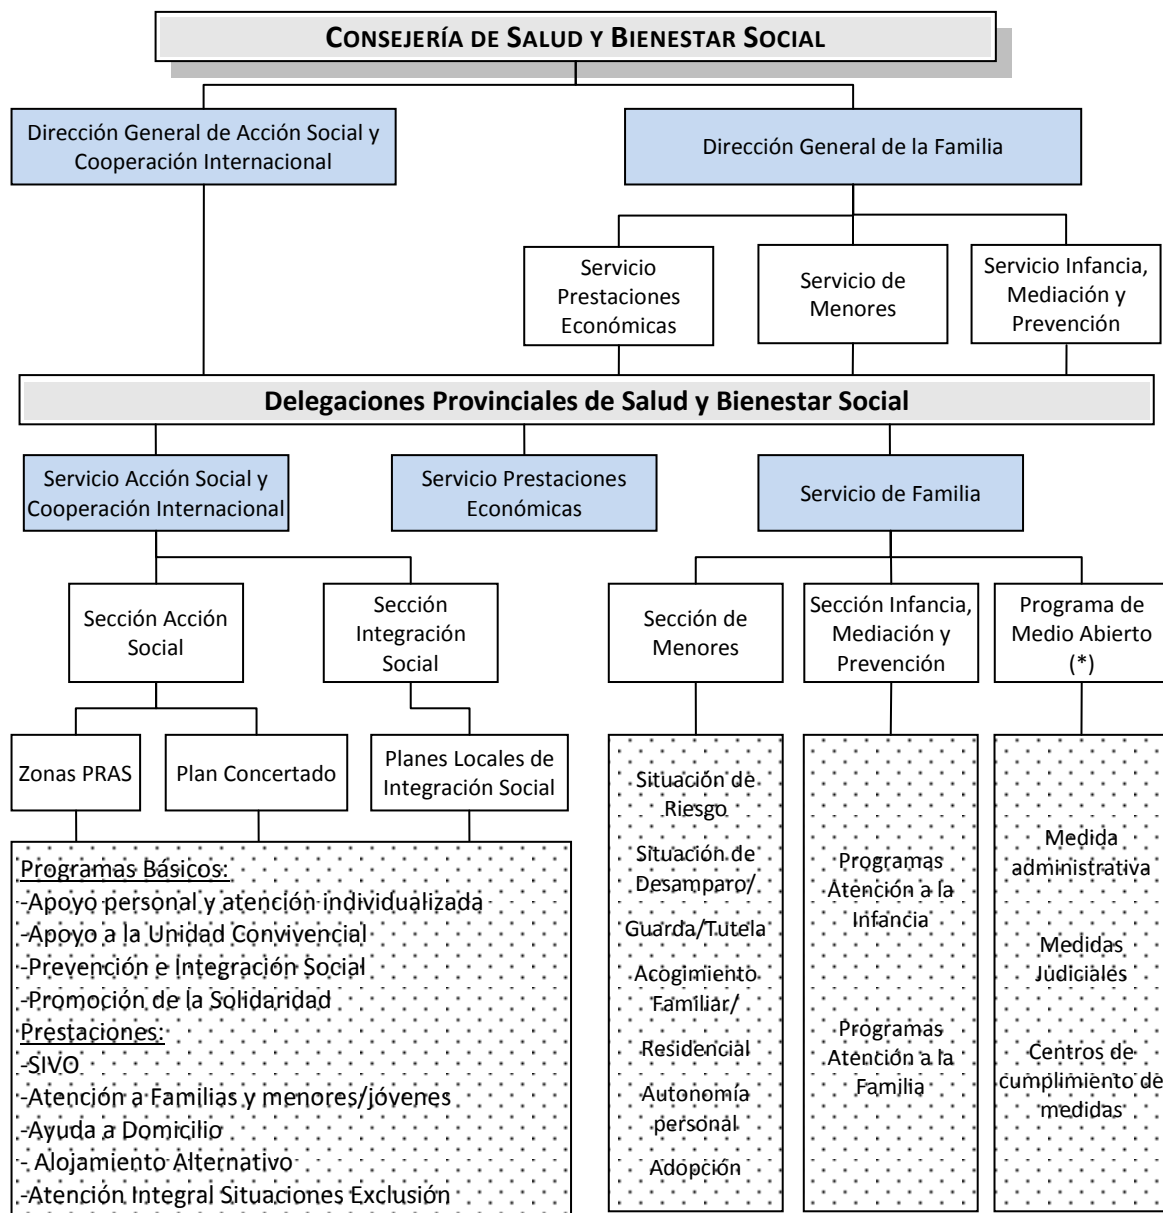 CONSEJERÍA DE SALUD Y BIENESTAR SOCIAL
Dirección General de Acción Social y
Cooperación Internacional
Dirección General de la Familia
Servicio
Prestaciones
Económicas
Servicio de
Menores
Servicio Infancia,
Mediación y
Prevención
Delegaciones Provinciales de Salud y Bienestar Social
Servicio Acción Social y
Cooperación Internacional
Servicio Prestaciones
Económicas
Servicio de Familia
Sección Acción
Social
Sección
Integración
Social
Sección de
Menores
Sección Infancia,
Mediación y
Prevención
Programa de
Medio Abierto
(*)
Zonas PRAS
Plan Concertado
Planes Locales de
Integración Social
Programas Básicos:
-Apoyo personal y atención individualizada
-Apoyo a la Unidad Convivencial
-Prevención e Integración Social
-Promoción de la Solidaridad
Prestaciones:
-SIVO
-Atención a Familias y menores/jóvenes
-Ayuda a Domicilio
- Alojamiento Alternativo
-Atención Integral Situaciones Exclusión
Situación de
Riesgo
Situación de
Desamparo/
Guarda/Tutela
Acogimiento
Familiar/
Residencial
Autonomía
personal
Adopción
Programas
Atención a la
Infancia
Programas
Atención a la
Familia
Medida
administrativa
Medidas
Judiciales
Centros de
cumplimiento de
medidas